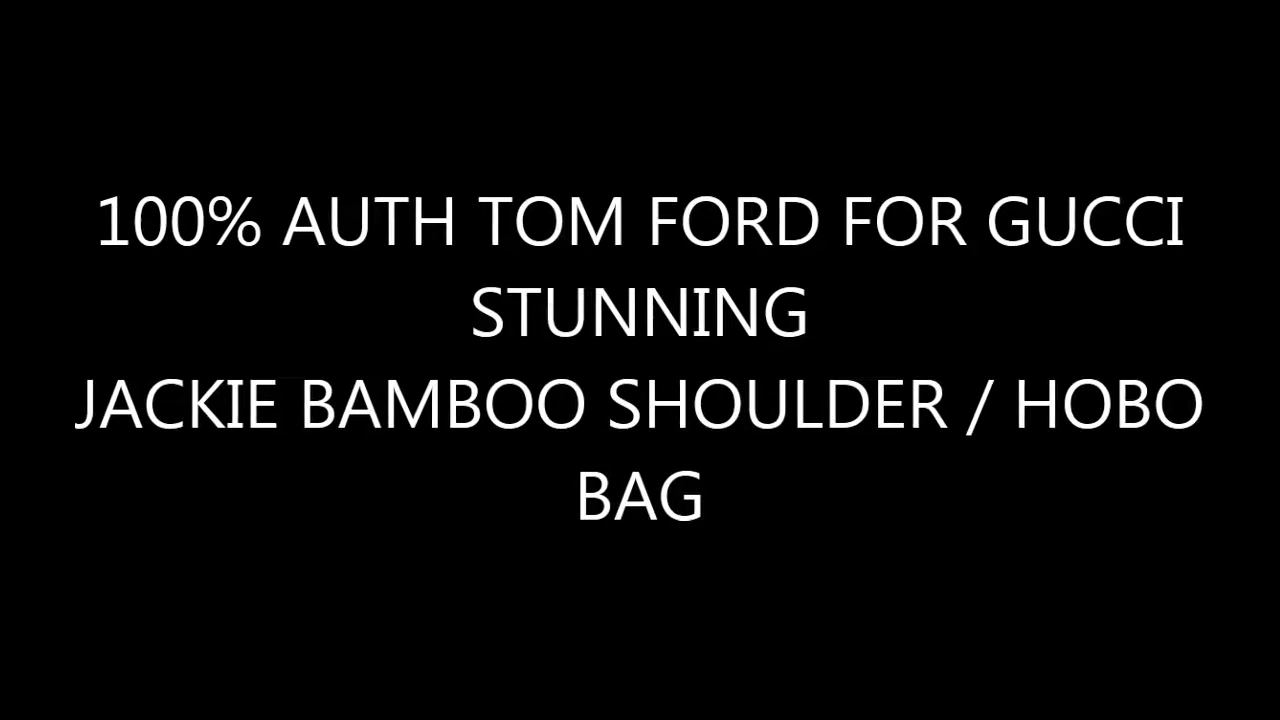 100% AUTH TOM FORD FOR GUCCI
STUNNING
JACKIE BAMBOO SHOULDER / HOBO
BAG